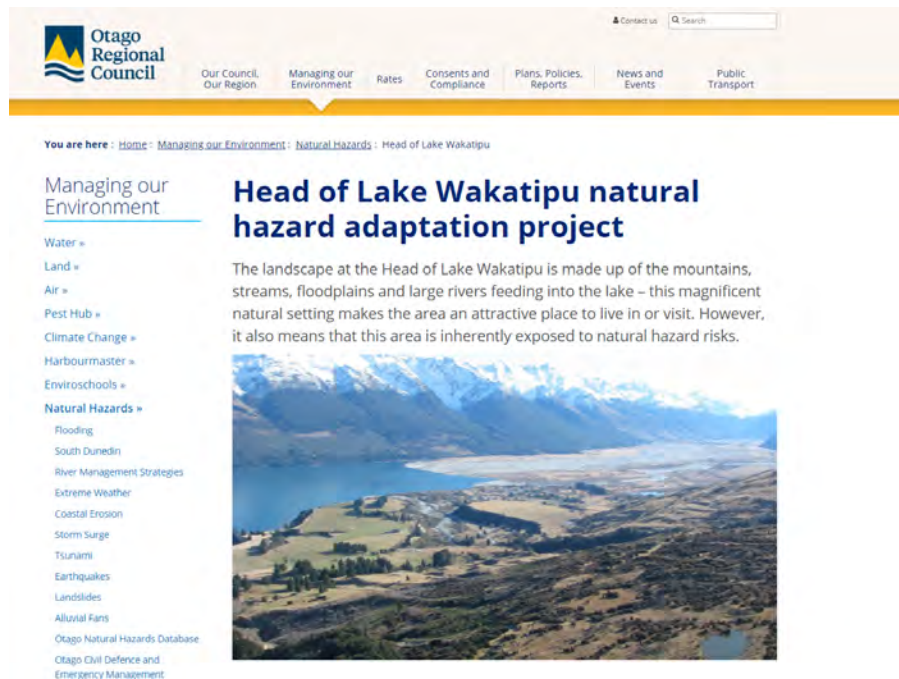 Otago
Regional
Council
Contact us
Search
Our Council,
Our Region
Managing our
Environment
Rates
Consents and
Compliance
Plans, Policies,
Reports
News and
Events
Public
Transport
You are here : Home : Managing our Environment : Natural Hazards : Head of Lake Wakatipu
Managing our
Environment
Water »
Land »
Air »
Pest Hub »
Climate Change »
Harbourmaster »
Enviroschools »
Natural Hazards »
Flooding
South Dunedin
River Management Strategies
Extreme Weather
Coastal Erosion
Storm Surge
Tsunami
Earthquakes
Landslides
Alluvial Fans
Otago Natural Hazards Database
Otago Civil Defence and
Emergency Management
Head of Lake Wakatipu natural
hazard adaptation project
The landscape at the Head of Lake Wakatipu is made up of the mountains,
streams, floodplains and large rivers feeding into the lake – this magnificent
natural setting makes the area an attractive place to live in or visit. However,
it also means that this area is inherently exposed to natural hazard risks.